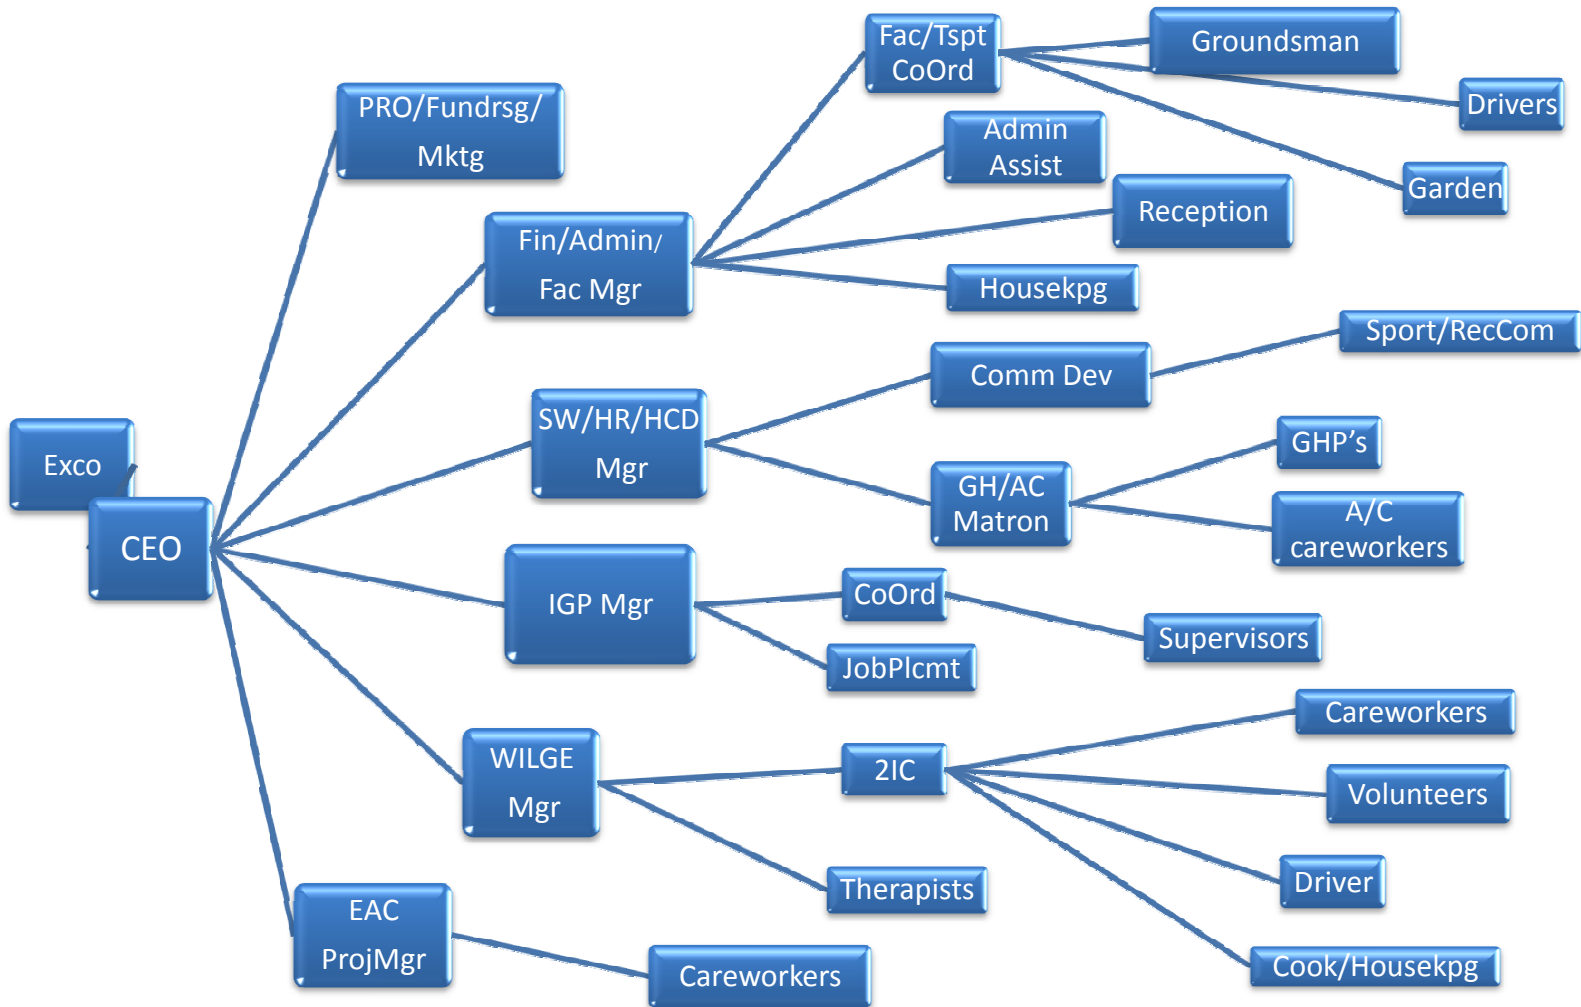 Exco
CEO
PRO/Fundrsg/
Mktg
Fin/Admin/
Fac Mgr
Fac/Tspt
CoOrd
Groundsman
Drivers
Garden
Admin
Assist
Reception
Housekpg
SW/HR/HCD
Mgr
Comm Dev
Sport/RecCom
GH/AC
Matron
GHP’s
A/C
careworkers
IGP Mgr
CoOrd
Supervisors
JobPlcmt
WILGE
Mgr
2IC
Careworkers
Volunteers
Driver
Cook/Housekpg
Therapists
EAC
ProjMgr
Careworkers